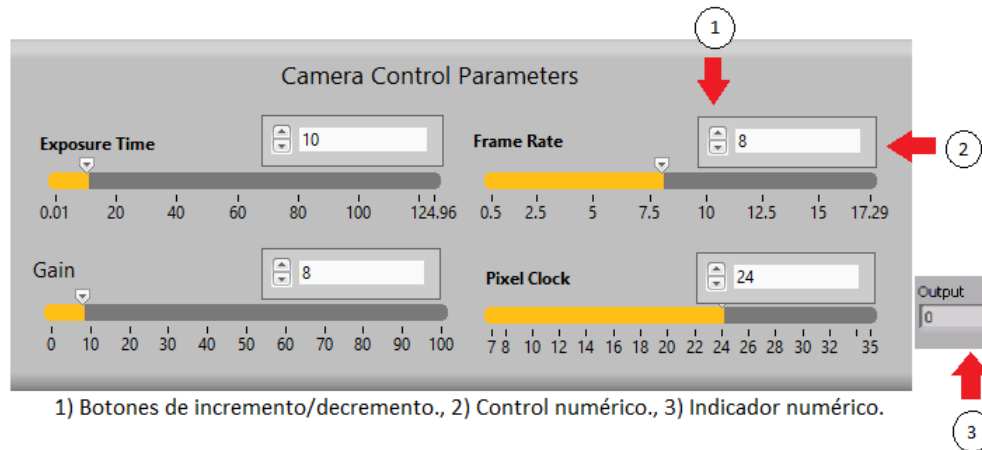 1
Camera Control Parameters
Exposure Time
10
Frame Rate
8
2
0.01 20 40 60 80 100 124.96
0.5 2.5 5 7.5 10 12.5 15 17.29
Gain
8
Pixel Clock
24
Output
0
0 10 20 30 40 50 60 70 80 90 100
7 8 10 12 14 16 18 20 22 24 26 28 30 32 35
1) Botones de incremento/decremento., 2) Control numérico., 3) Indicador numérico.
3